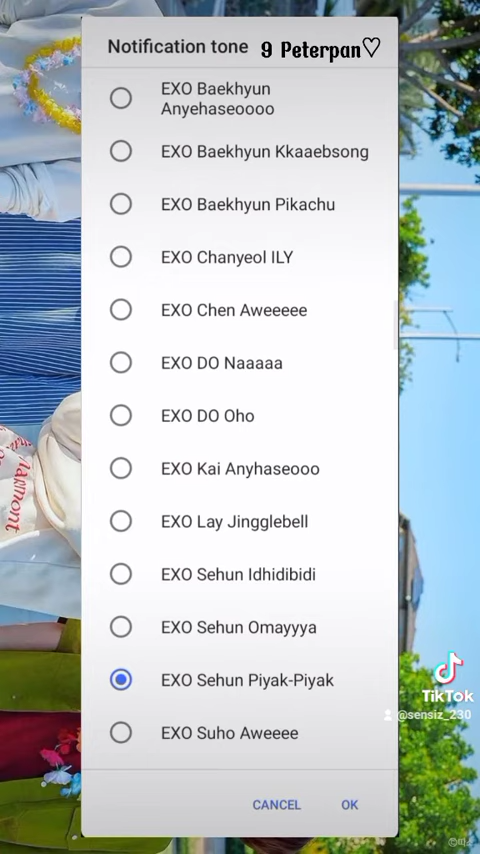 Notification tone
9 Peterpan♡
EXO Baekhyun
Anyehaseoooo
EXO Baekhyun Kkaaebsong
EXO Baekhyun Pikachu
EXO Chanyeol ILY
EXO Chen Aweeeee
EXO DO Naaaaa
EXO DO Oho
EXO Kai Anyhaseooo
EXO Lay Jingglebell
EXO Sehun Idhidibidi
EXO Sehun Omayyya
EXO Sehun Piyak-Piyak
EXO Suho Aweeee
CANCEL
OK
TikTok
@sensiz_230